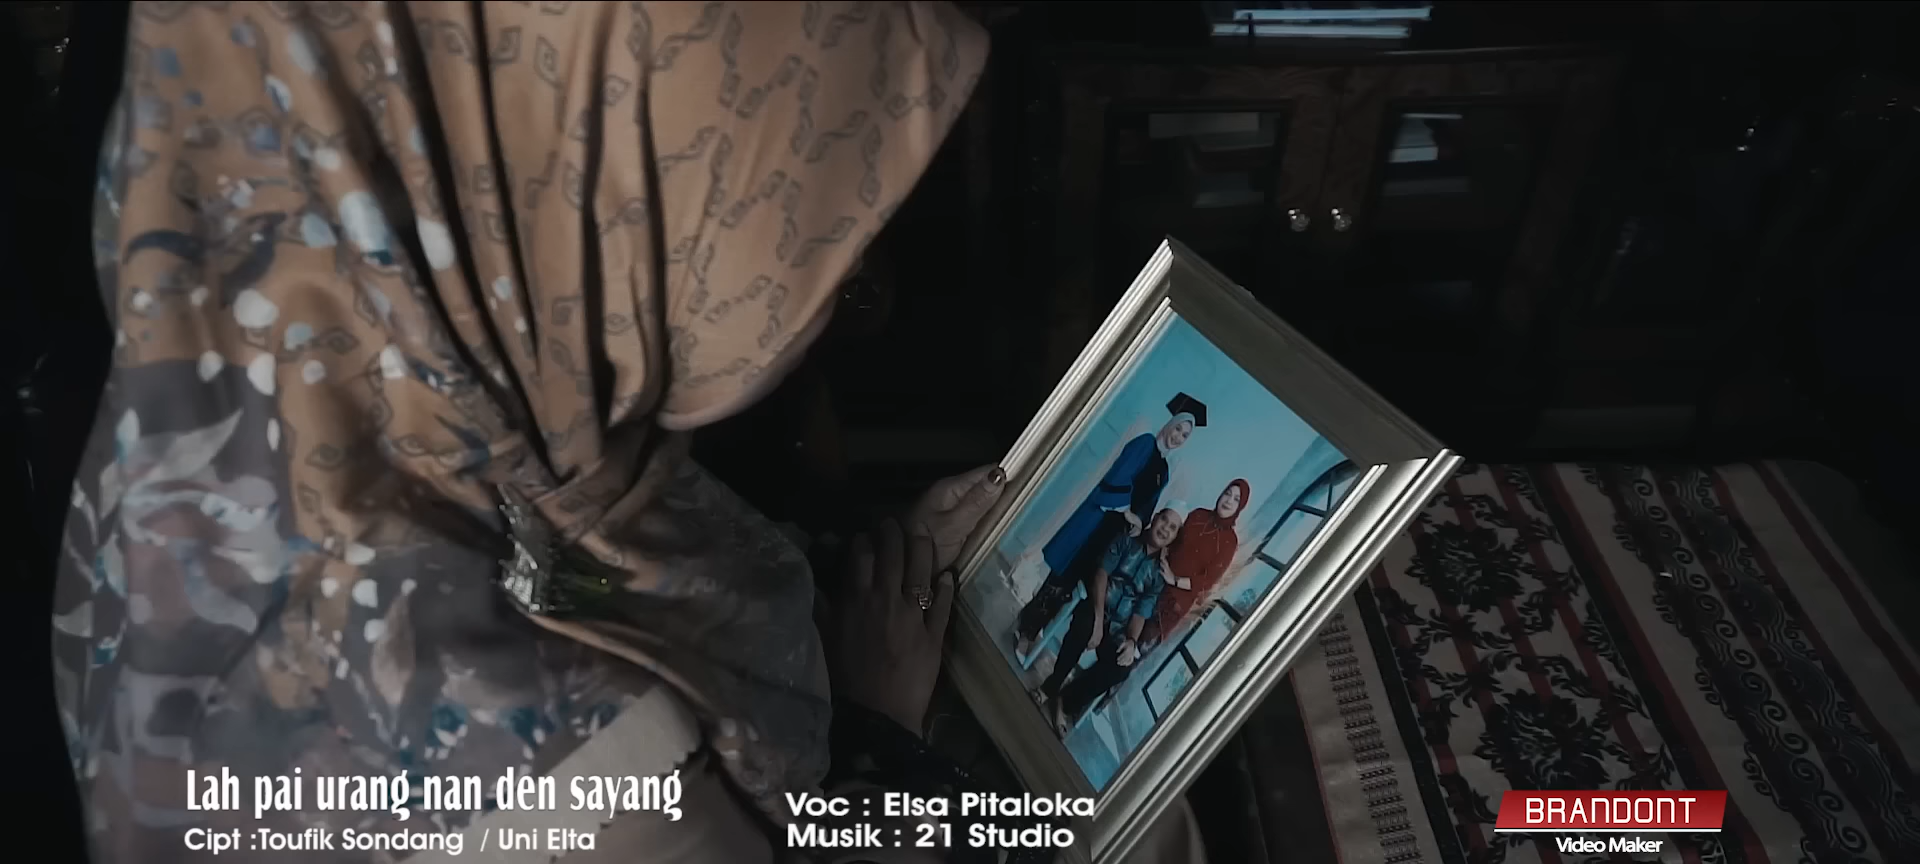 Lah pai urang nan den sayang
Cipt :Toufik Sondang / Uni Elta
Voc : Elsa Pitaloka
Musik : 21 Studio
BRANDONT
Video Maker